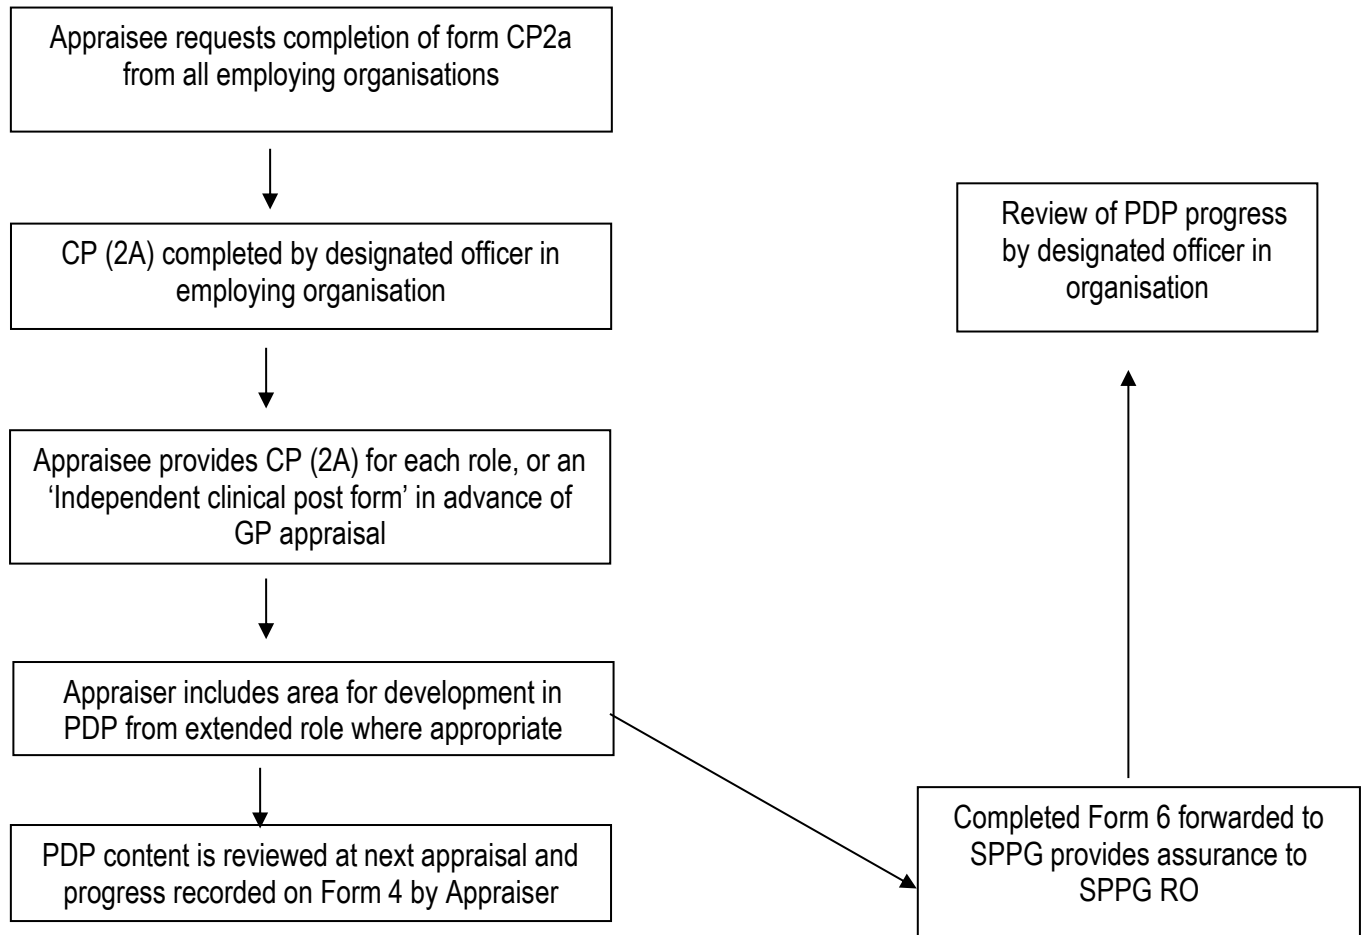 Appraisee requests completion of form CP2a
from all employing organisations
CP (2A) completed by designated officer in
employing organisation
Appraisee provides CP (2A) for each role, or an
‘Independent clinical post form’ in advance of
GP appraisal
Appraiser includes area for development in
PDP from extended role where appropriate
PDP content is reviewed at next appraisal and
progress recorded on Form 4 by Appraiser
Completed Form 6 forwarded to
SPPG provides assurance to
SPPG RO
Review of PDP progress
by designated officer in
organisation